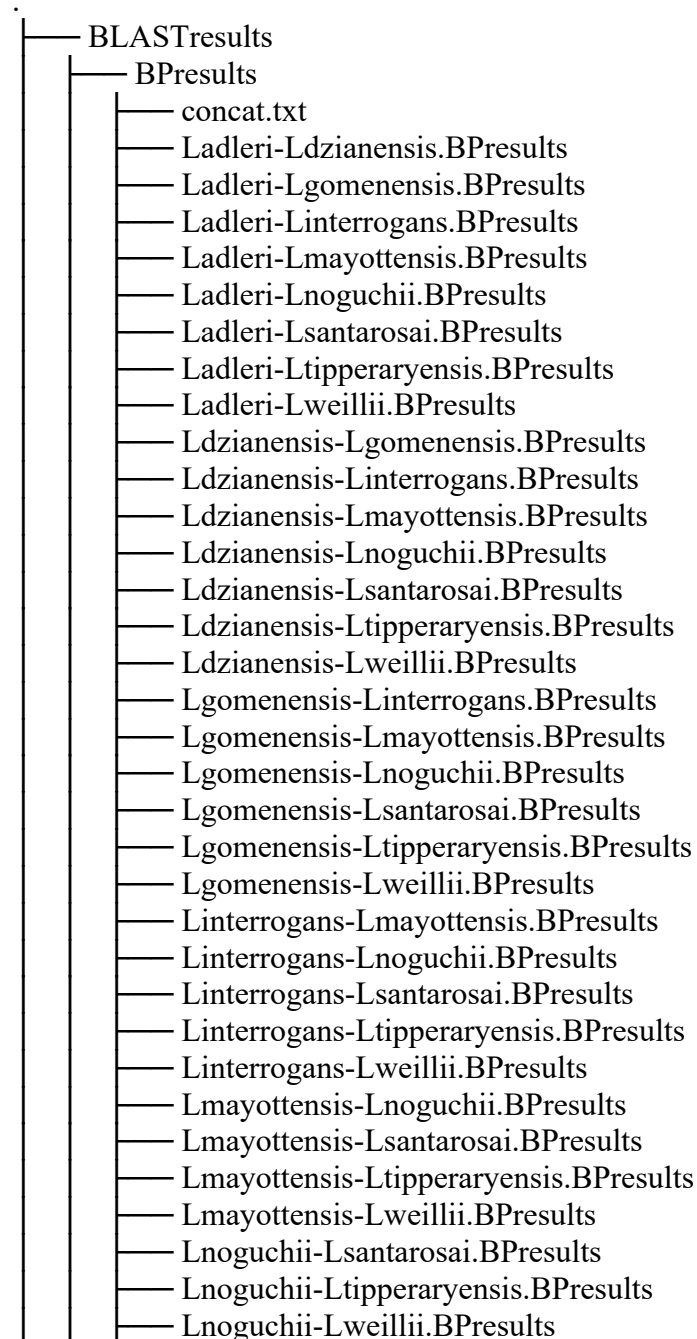 .
BLASTresults
BPresults
concat.txt
Ladleri-Ldzianensis.BPresults
Ladleri-Lgomenensis.BPresults
Ladleri-Linterrogans.BPresults
Ladleri-Lmayottensis.BPresults
Ladleri-Lnoguchii.BPresults
Ladleri-Lsantarosai.BPresults
Ladleri-Ltipperaryensis.BPresults
Ladleri-Lweillii.BPresults
Ldzianensis-Lgomenensis.BPresults
Ldzianensis-Linterrogans.BPresults
Ldzianensis-Lmayottensis.BPresults
Ldzianensis-Lnoguchii.BPresults
Ldzianensis-Lsantarosai.BPresults
Ldzianensis-Ltipperaryensis.BPresults
Ldzianensis-Lweillii.BPresults
Lgomenensis-Linterrogans.BPresults
Lgomenensis-Lmayottensis.BPresults
Lgomenensis-Lnoguchii.BPresults
Lgomenensis-Lsantarosai.BPresults
Lgomenensis-Ltipperaryensis.BPresults
Lgomenensis-Lweillii.BPresults
Linterrogans-Lmayottensis.BPresults
Linterrogans-Lnoguchii.BPresults
Linterrogans-Lsantarosai.BPresults
Linterrogans-Ltipperaryensis.BPresults
Linterrogans-Lweillii.BPresults
Lmayottensis-Lnoguchii.BPresults
Lmayottensis-Lsantarosai.BPresults
Lmayottensis-Ltipperaryensis.BPresults
Lmayottensis-Lweillii.BPresults
Lnoguchii-Lsantarosai.BPresults
Lnoguchii-Ltipperaryensis.BPresults
Lnoguchii-Lweillii.BPresults